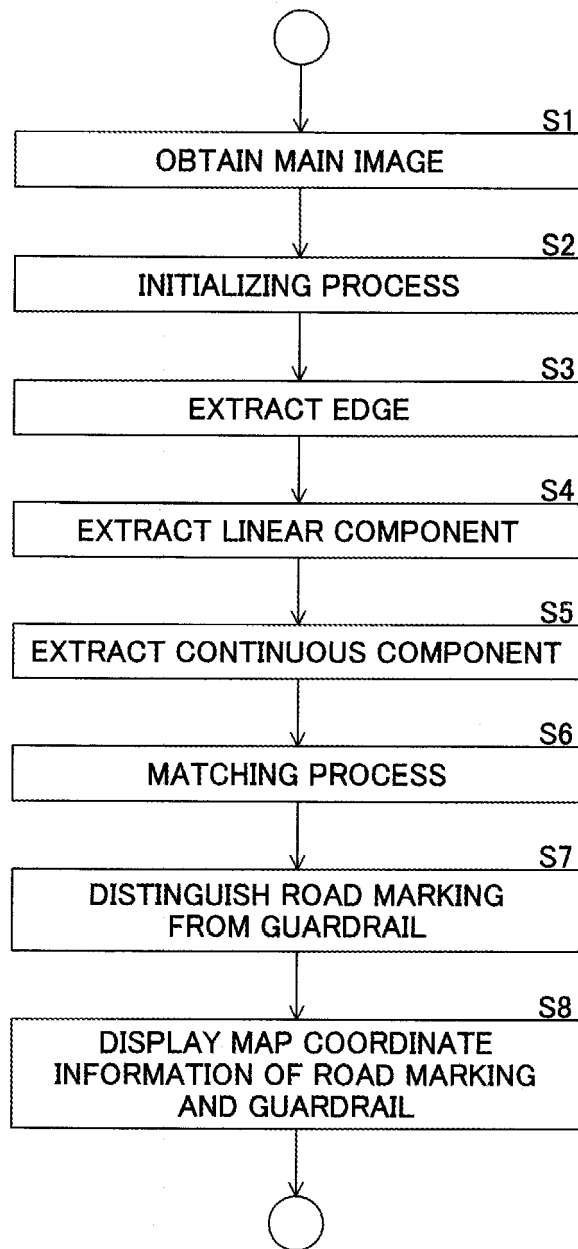 S1
OBTAIN MAIN IMAGE
S2
INITIALIZING PROCESS
S3
EXTRACT EDGE
S4
EXTRACT LINEAR COMPONENT
S5
EXTRACT CONTINUOUS COMPONENT
S6
MATCHING PROCESS
S7
DISTINGUISH ROAD MARKING
FROM GUARDRAIL
S8
DISPLAY MAP COORDINATE
INFORMATION OF ROAD MARKING
AND GUARDRAIL